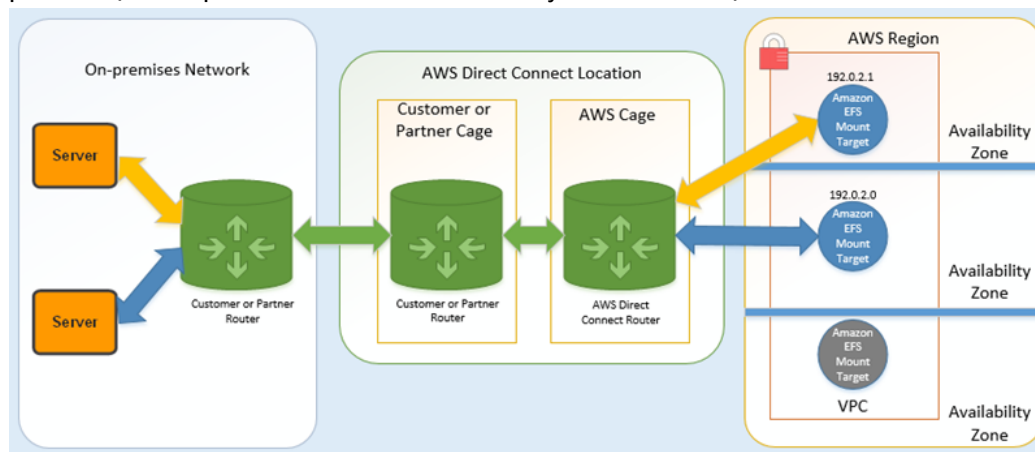 On-premises Network
Server
Server
Customer or Partner
Router
AWS Direct Connect Location
Customer or
Partner Cage
Customer or Partner
Router
AWS Cage
AWS Direct
Connect Router
AWS Region
192.0.2.1
Amazon
EFS
Mount
Target
Availability
Zone
192.0.2.0
Amazon
EFS
Mount
Target
Availability
Zone
Amazon
EFS
Mount
Target
VPC
Availability
Zone